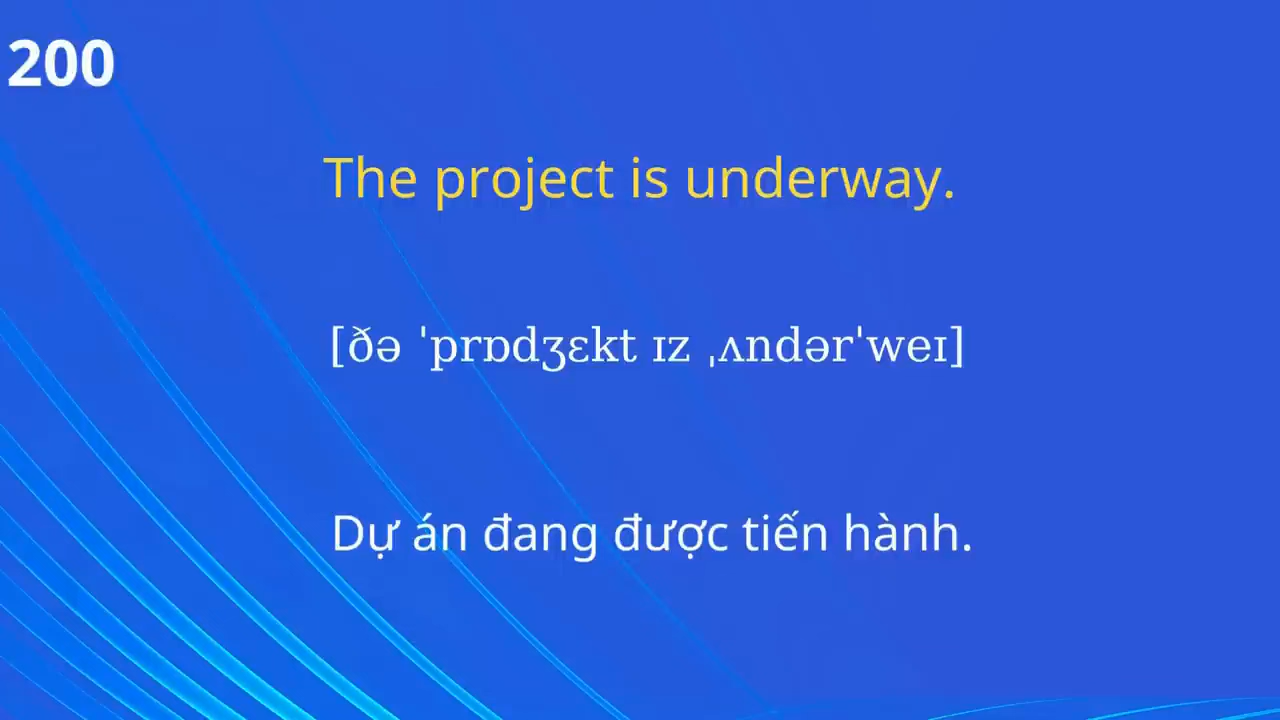 200
The project is underway.
[ðə ˈprɒdʒɛkt ɪz ˌʌndərˈweɪ]
Dự án đang được tiến hành.